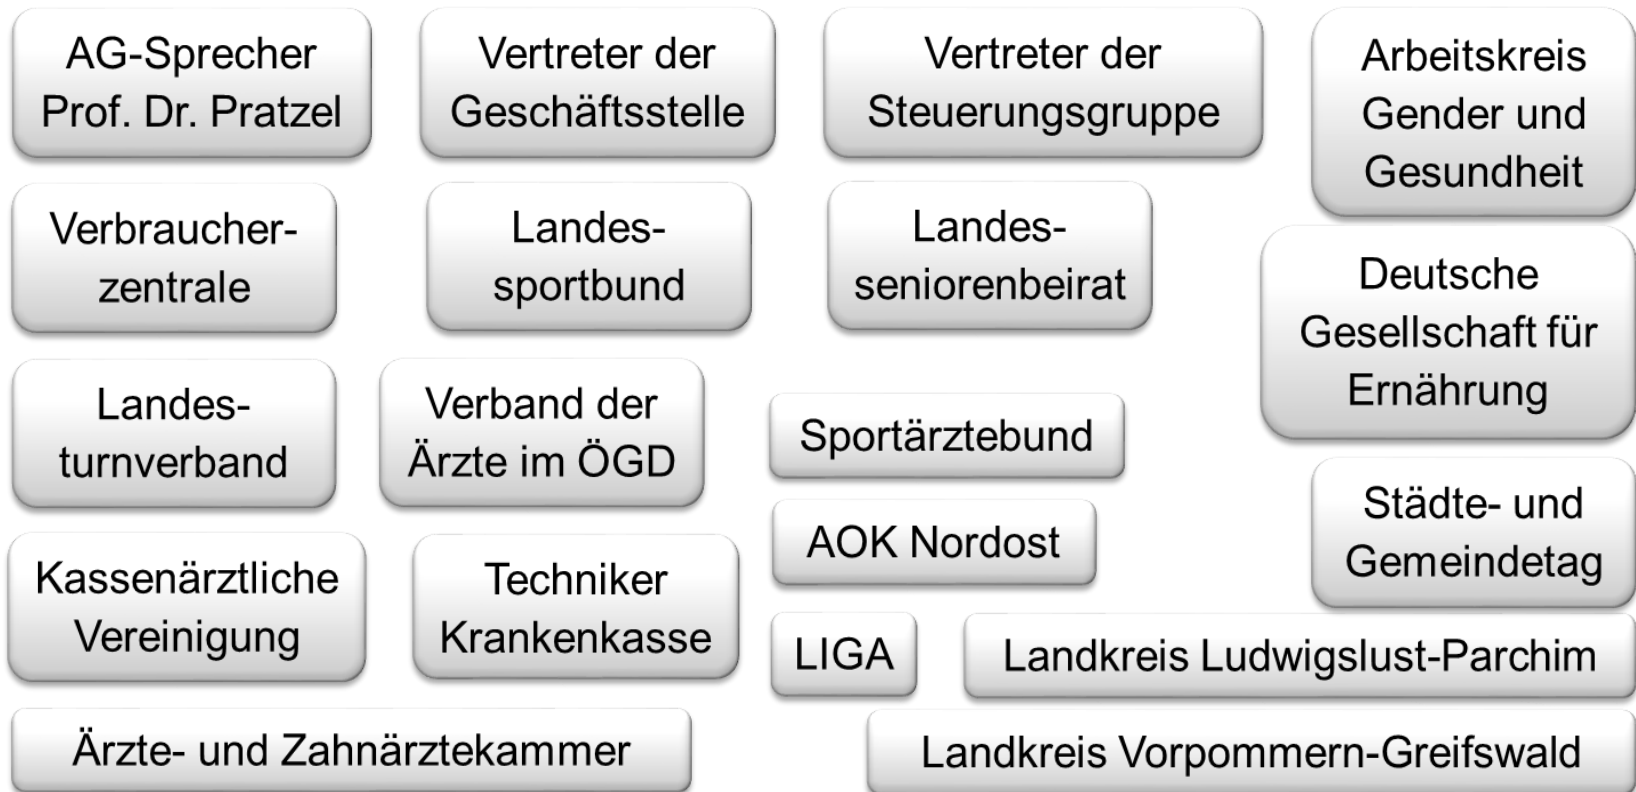 AG-Sprecher
Prof. Dr. Pratzel
Vertreter der
Geschäftsstelle
Vertreter der
Steuerungsgruppe
Arbeitskreis
Gender und
Gesundheit
Verbraucher-
zentrale
Landes-
sportbund
Landes-
seniorenbeirat
Deutsche
Gesellschaft für
Ernährung
Landes-
turnverband
Verband der
Ärzte im ÖGD
Sportärztebund
AOK Nordost
Städte- und
Gemeindetag
Kassenärztliche
Vereinigung
Techniker
Krankenkasse
LIGA
Landkreis Ludwigslust-Parchim
Ärzte- und Zahnärztekammer
Landkreis Vorpommern-Greifswald